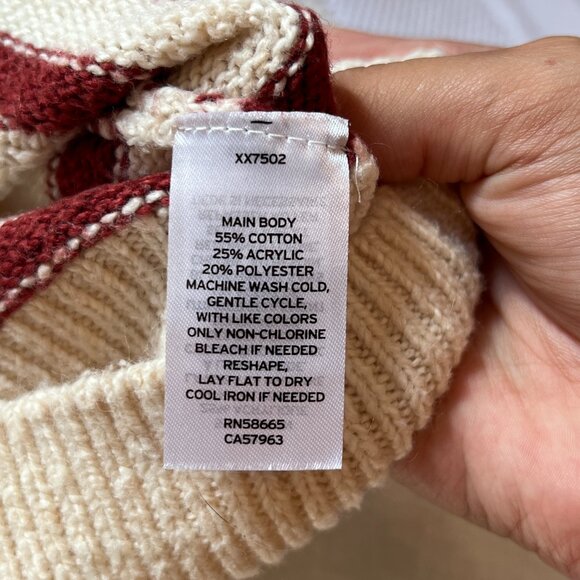 XX7502
MAIN BODY
55% COTTON
25% ACRYLIC
20% POLYESTER
MACHINE WASH COLD,
GENTLE CYCLE,
WITH LIKE COLORS
ONLY NON-CHLORINE
BLEACH IF NEEDED
RESHAPE,
LAY FLAT TO DRY
COOL IRON IF NEEDED
RN58665
CA57963